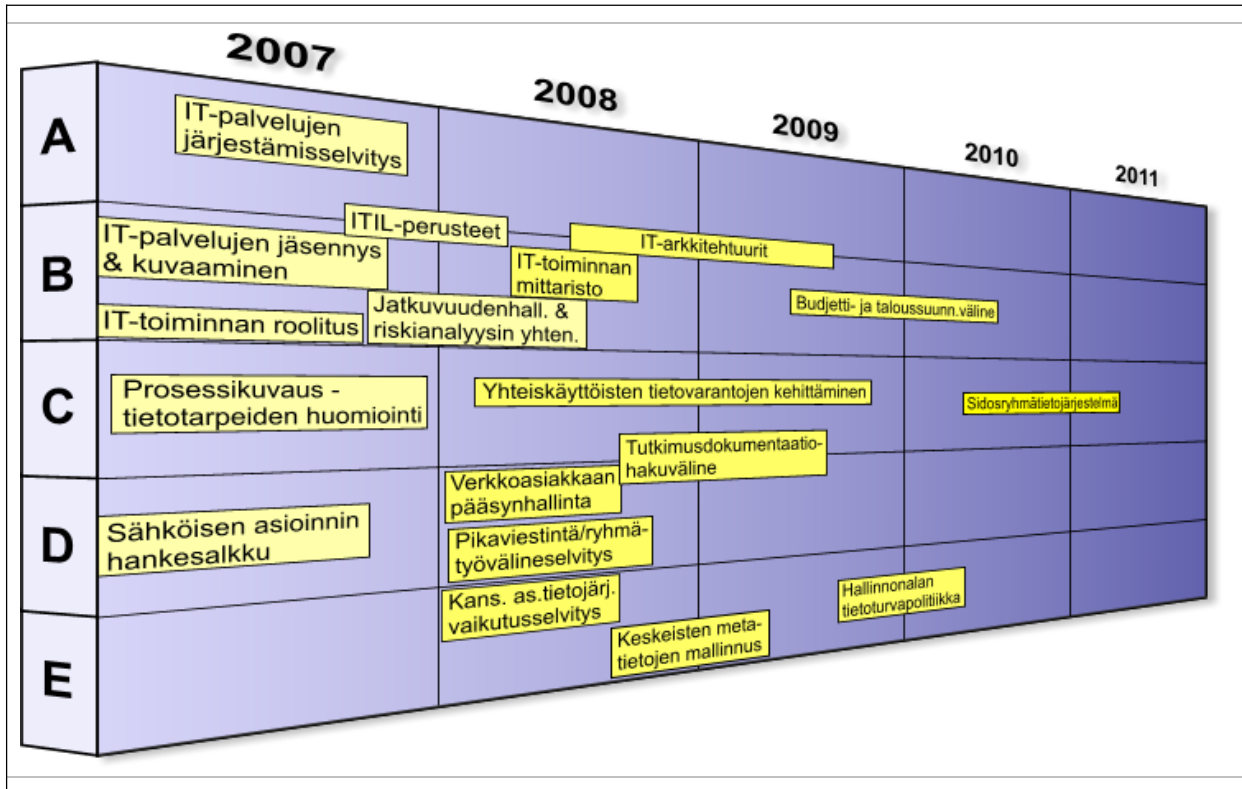 2007
2008
2009
2010
2011
A
IT-palvelujen
järjestämisselvitys
B
ITIL-perusteet
IT-palvelujen jäsennys
& kuvaaminen
IT-arkkitehtuurit
IT-toiminnan
mittaristo
IT-toiminnan roolitus
Jatkuvuudenhall. &
riskianalyysin yhten.
Budjetti- ja taloussuunn.väline
C
Prosessikuvaus -
tietotarpeiden huomiointi
Yhteiskäyttöisten tietovarantojen kehittäminen
Sidosryhmätietojärjestelmä
Tutkimusdokumentaatio-
hakuväline
D
Verkkoasiakkaan
pääsynhallinta
Sähköisen asioinnin
hankesalkku
Pikaviestintä/ryhmä-
työvälineselvitys
E
Kans. as.tietojärj.
vaikutusselvitys
Hallinnonalan
tietoturvapolitiikka
Keskeisten meta-
tietojen mallinnus